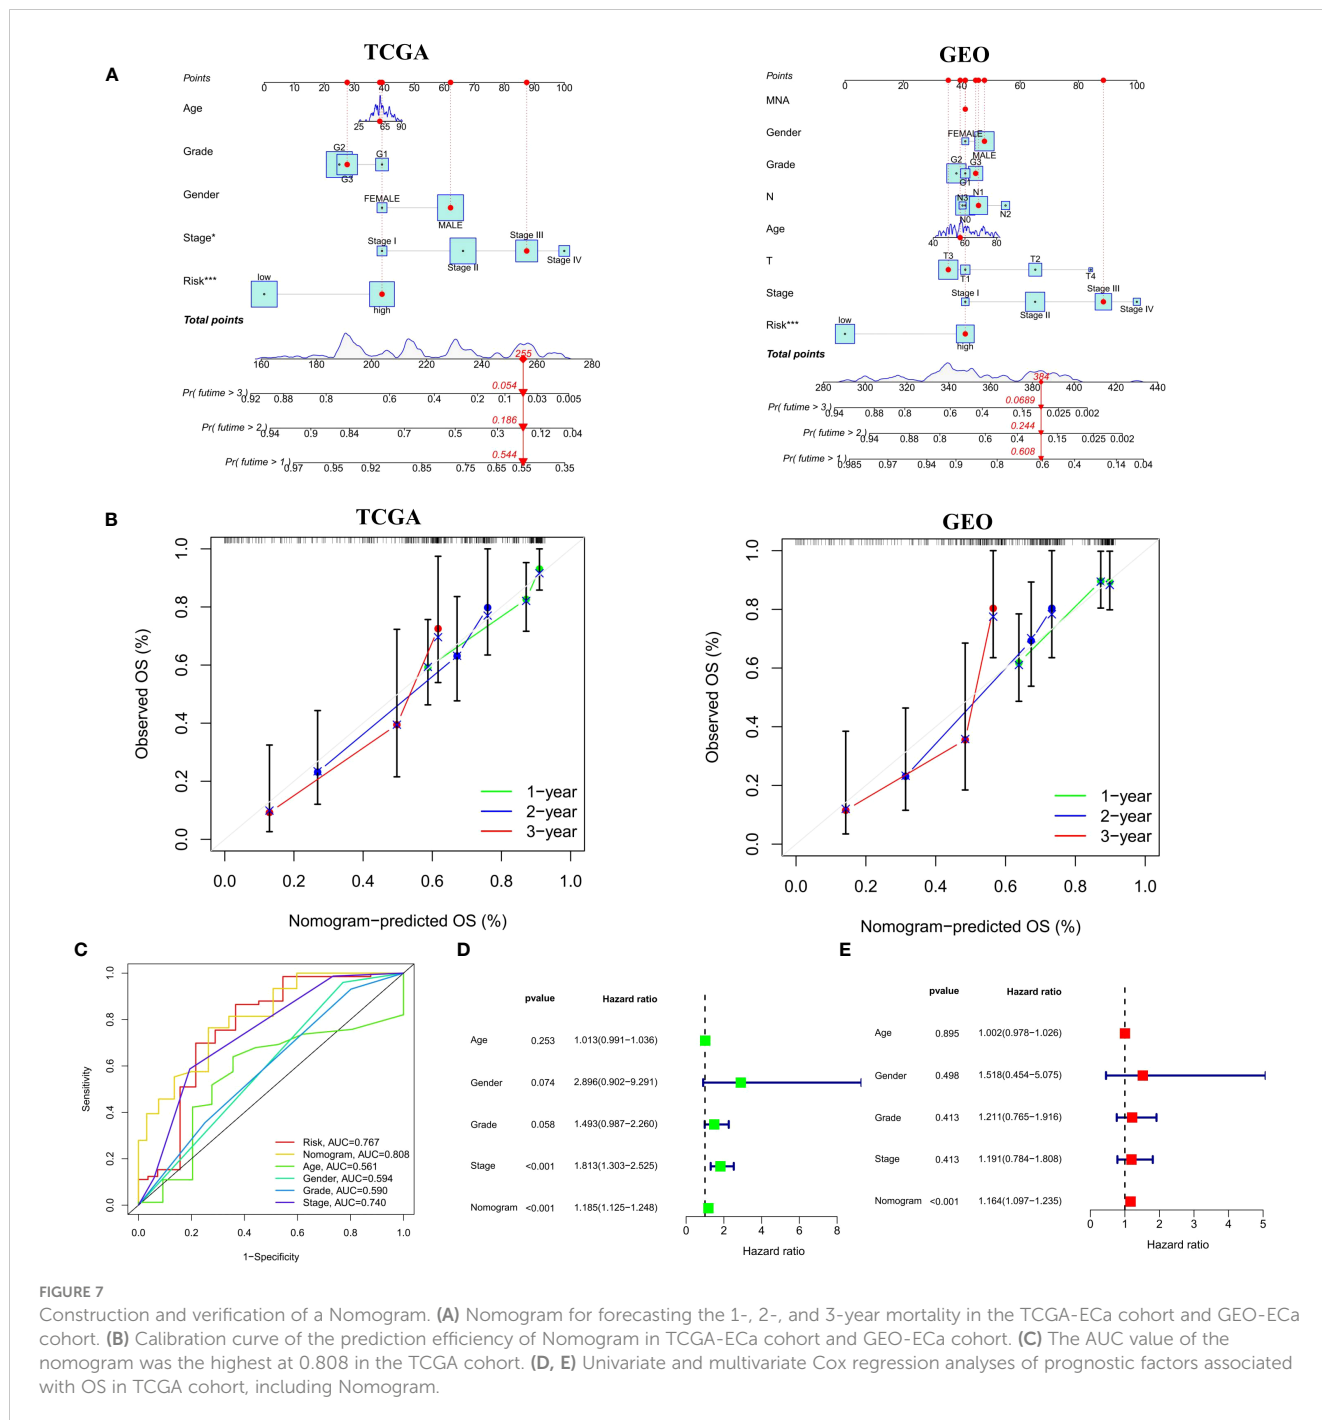 A
TCGA
Points
0 10 20 30 40 50 60 70 80 90 100
Age
25 65 90
Grade
G2 G1
G3
Gender
FEMALE
MALE
Stage*
Stage I Stage III
Stage II Stage IV
Risk***
low
high
Total points
255
160 180 200 220 240 260 280
0.054
Pr( futime > 3 )
0.92 0.88 0.8 0.6 0.4 0.2 0.1 0.03 0.005
0.186
Pr( futime > 2 )
0.94 0.9 0.84 0.7 0.5 0.3 0.12 0.04
0.544
Pr( futime > 1 )
0.97 0.95 0.92 0.85 0.75 0.65 0.55 0.35
GEO
Points
0 20 40 60 80 100
MNA
Gender
FEMALE
MALE
Grade
G2 G3
G1
N
N3 N1
N0 N2
Age
40 60 80
T
T3 T2
T1 T4
Stage
Stage I Stage III
Stage II Stage IV
Risk***
low
high
Total points
384
280 300 320 340 360 380 400 420 440
0.0689
Pr( futime > 3 )
0.94 0.88 0.8 0.6 0.4 0.15 0.025 0.002
0.244
Pr( futime > 2 )
0.94 0.88 0.8 0.6 0.4 0.15 0.025 0.002
0.608
Pr( futime > 1 )
0.985 0.97 0.94 0.9 0.8 0.6 0.4 0.14 0.04
B
TCGA
Observed OS (%)
1.0
0.8
0.6
0.4
0.2
0.0
1-year
2-year
3-year
0.0 0.2 0.4 0.6 0.8 1.0
Nomogram-predicted OS (%)
GEO
Observed OS (%)
1.0
0.8
0.6
0.4
0.2
0.0
1-year
2-year
3-year
0.0 0.2 0.4 0.6 0.8 1.0
Nomogram-predicted OS (%)
C
Sensitivity
1.0
0.8
0.6
0.4
0.2
0.0
Risk, AUC=0.767
Nomogram, AUC=0.808
Age, AUC=0.561
Gender, AUC=0.594
Grade, AUC=0.590
Stage, AUC=0.740
0.0 0.2 0.4 0.6 0.8 1.0
1-Specificity
D
pvalue Hazard ratio
Age 0.253 1.013(0.991-1.036)
Gender 0.074 2.896(0.902-9.291)
Grade 0.058 1.493(0.987-2.260)
Stage <0.001 1.813(1.303-2.525)
Nomogram <0.001 1.185(1.125-1.248)
0 2 4 6 8
Hazard ratio
E
pvalue Hazard ratio
Age 0.895 1.002(0.978-1.026)
Gender 0.498 1.518(0.454-5.075)
Grade 0.413 1.211(0.765-1.916)
Stage 0.413 1.191(0.784-1.808)
Nomogram <0.001 1.164(1.097-1.235)
0 1 2 3 4 5
Hazard ratio
FIGURE 7
Construction and verification of a Nomogram. (A) Nomogram for forecasting the 1-, 2-, and 3-year mortality in the TCGA-ECa cohort and GEO-ECa
cohort. (B) Calibration curve of the prediction efficiency of Nomogram in TCGA-ECa cohort and GEO-ECa cohort. (C) The AUC value of the
nomogram was the highest at 0.808 in the TCGA cohort. (D, E) Univariate and multivariate Cox regression analyses of prognostic factors associated
with OS in TCGA cohort, including Nomogram.